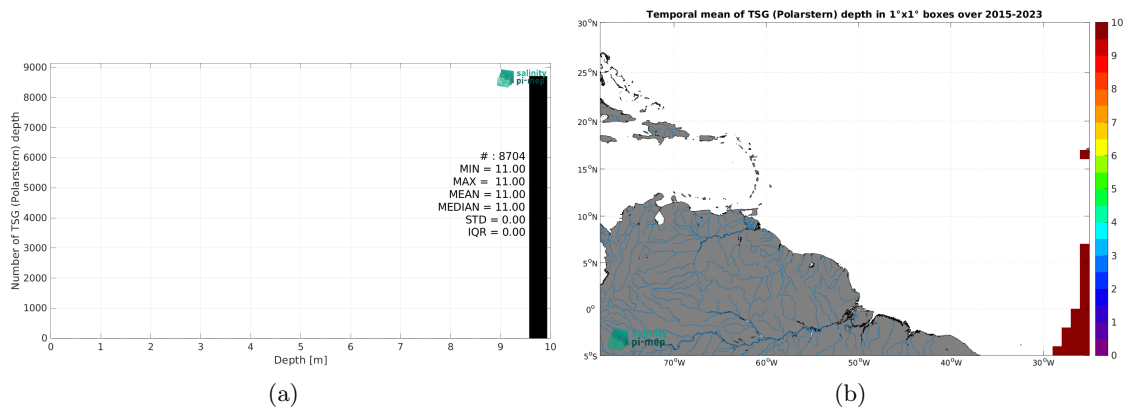 Number of TSG (Polarstern) depth
9000
8000
7000
6000
5000
4000
3000
2000
1000
0
salinity
pi-mep
# : 8704
MIN = 11.00
MAX = 11.00
MEAN = 11.00
MEDIAN = 11.00
STD = 0.00
IQR = 0.00
0 1 2 3 4 5 6 7 8 9 10
Depth [m]
(a)
Temporal mean of TSG (Polarstern) depth in 1°x1° boxes over 2015-2023
30°N
25°N
20°N
15°N
10°N
5°N
0°
5°S
70°W 60°W 50°W 40°W 30°W
salinity
pi-mep
10
9
8
7
6
5
4
3
2
1
0
(b)